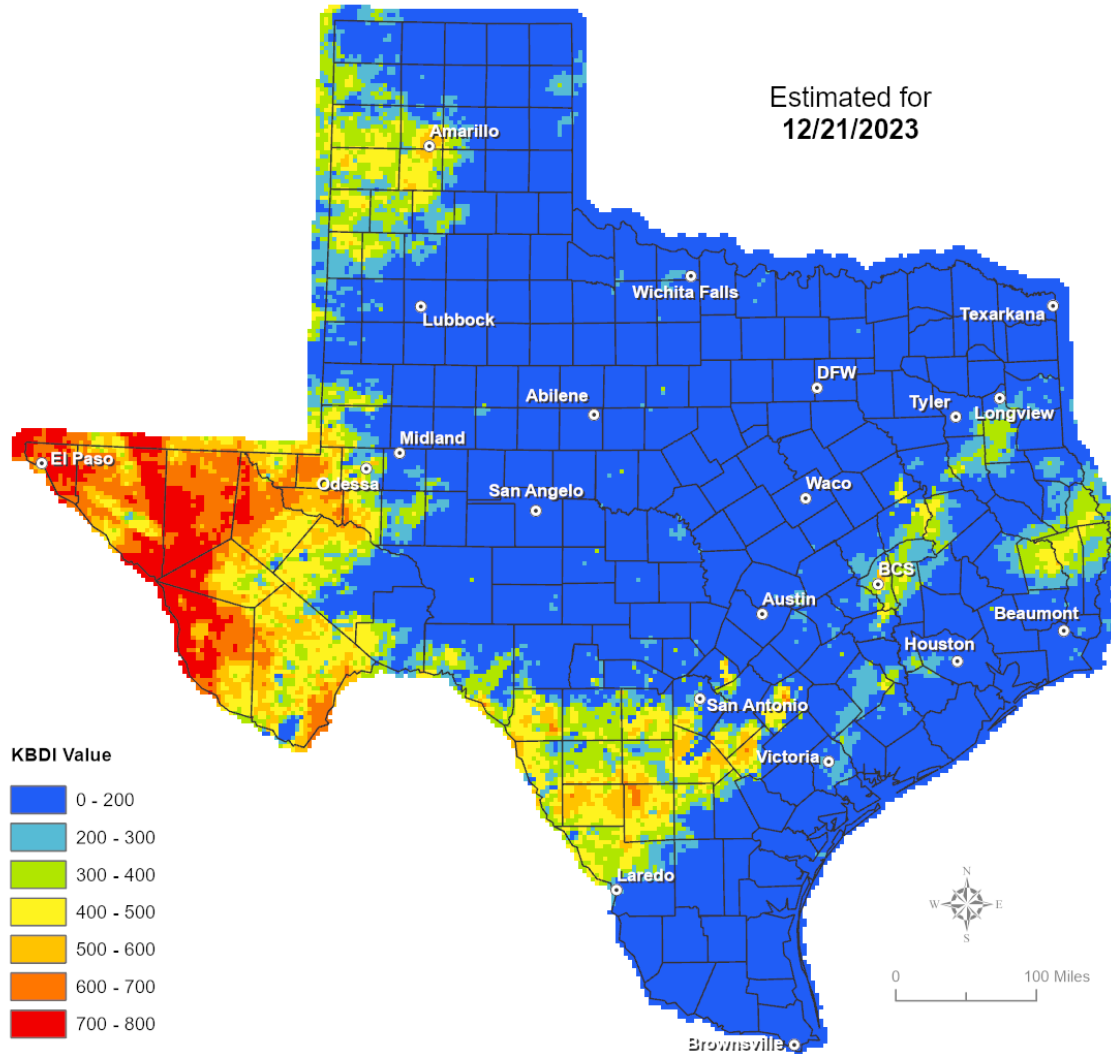 Estimated for
12/21/2023
Amarillo
Wichita Falls
Lubbock
Texarkana
DFW
Abilene
Tyler
Longview
Midland
El Paso
Odessa
San Angelo
Waco
BCS
Austin
Beaumont
Houston
San Antonio
Victoria
KBDI Value
0 - 200
200 - 300
300 - 400
400 - 500
500 - 600
600 - 700
700 - 800
Laredo
N
W
E
S
0
100 Miles
Brownsville